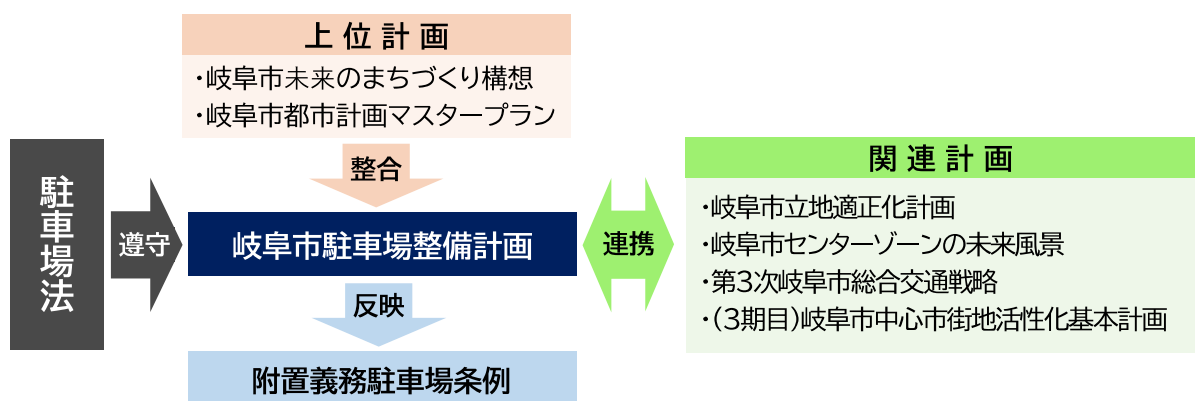 上位計画
・岐阜市未来のまちづくり構想
・岐阜市都市計画マスタープラン
整合
駐車場法
遵守
岐阜市駐車場整備計画
連携
関連計画
・岐阜市立地適正化計画
・岐阜市センターゾーンの未来風景
・第3次岐阜市総合交通戦略
・(3期目)岐阜市中心市街地活性化基本計画
反映
附置義務駐車場条例